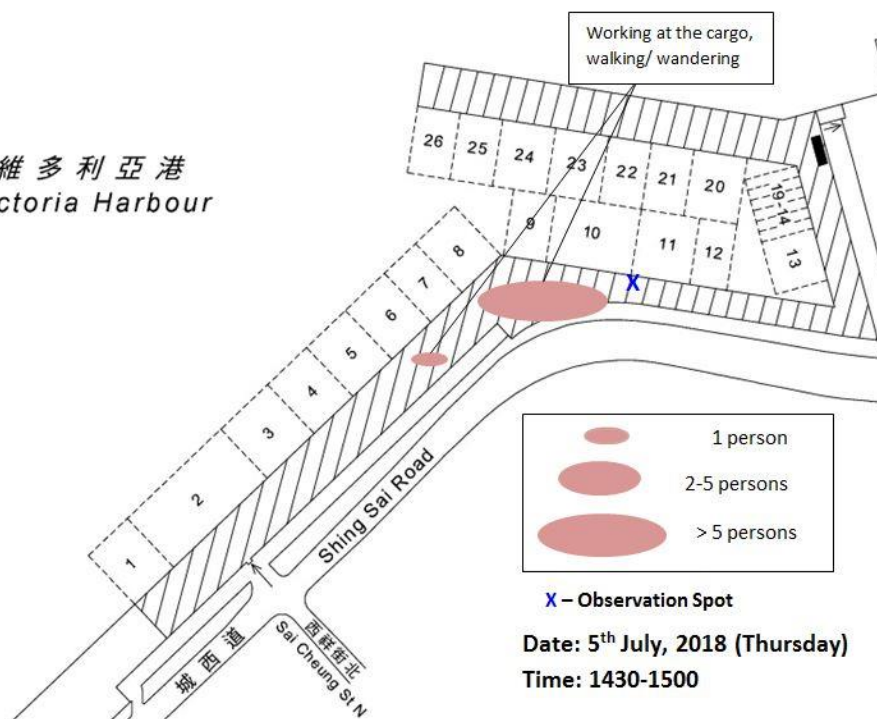 Working at the cargo,
walking/ wandering
維多利亞港
ctoria Harbour
26
25
24
23
22
21
20
19-14
13
9
10
11
12
8
7
6
5
4
3
2
1
Shing Sai Road
城西道
西祥街北
Sai Cheung St N
1 person
2-5 persons
> 5 persons
X – Observation Spot
Date: 5th July, 2018 (Thursday)
Time: 1430-1500